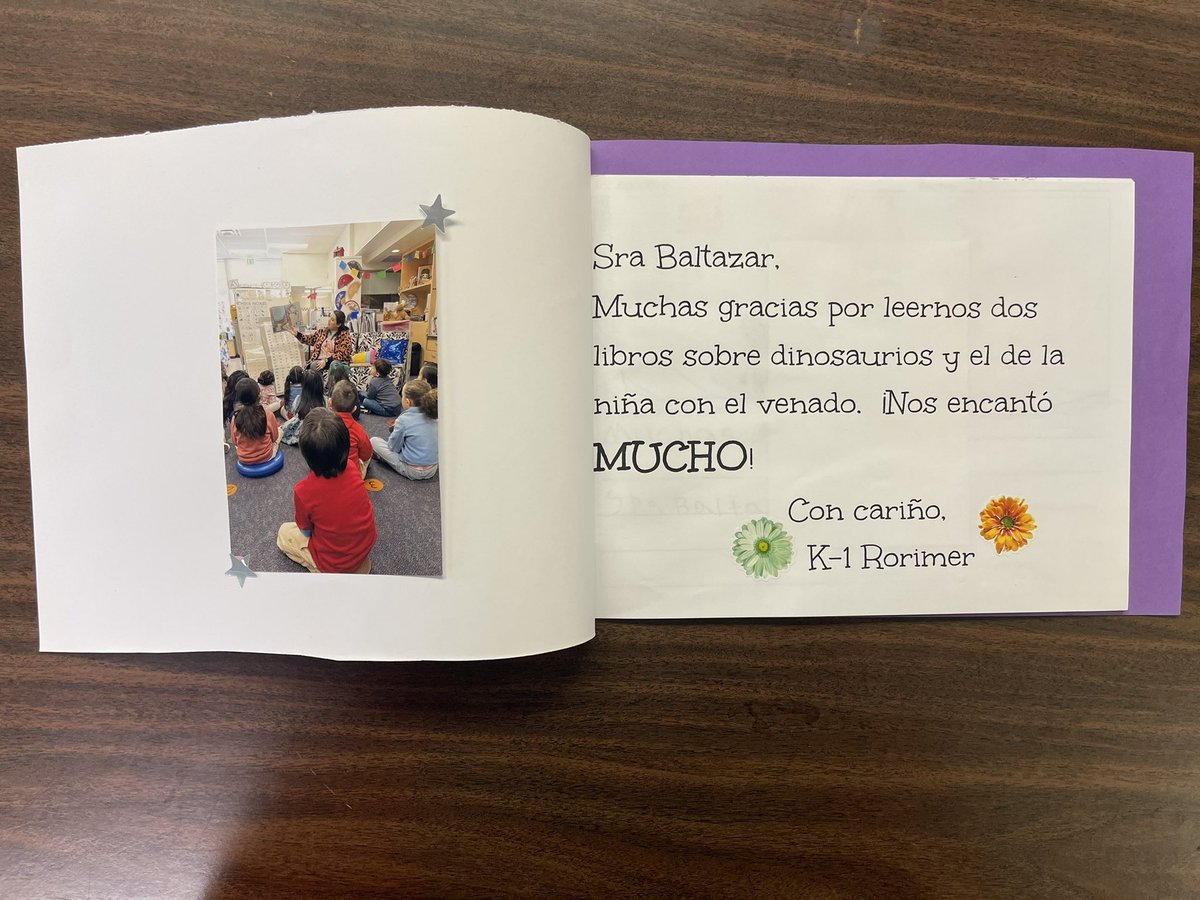 Sra Baltazar,
Muchas gracias por leernos dos
libros sobre dinosaurios y el de la
niña con el venado. ¡Nos encantó
MUCHO!
Con cariño,
K-1 Rorimer